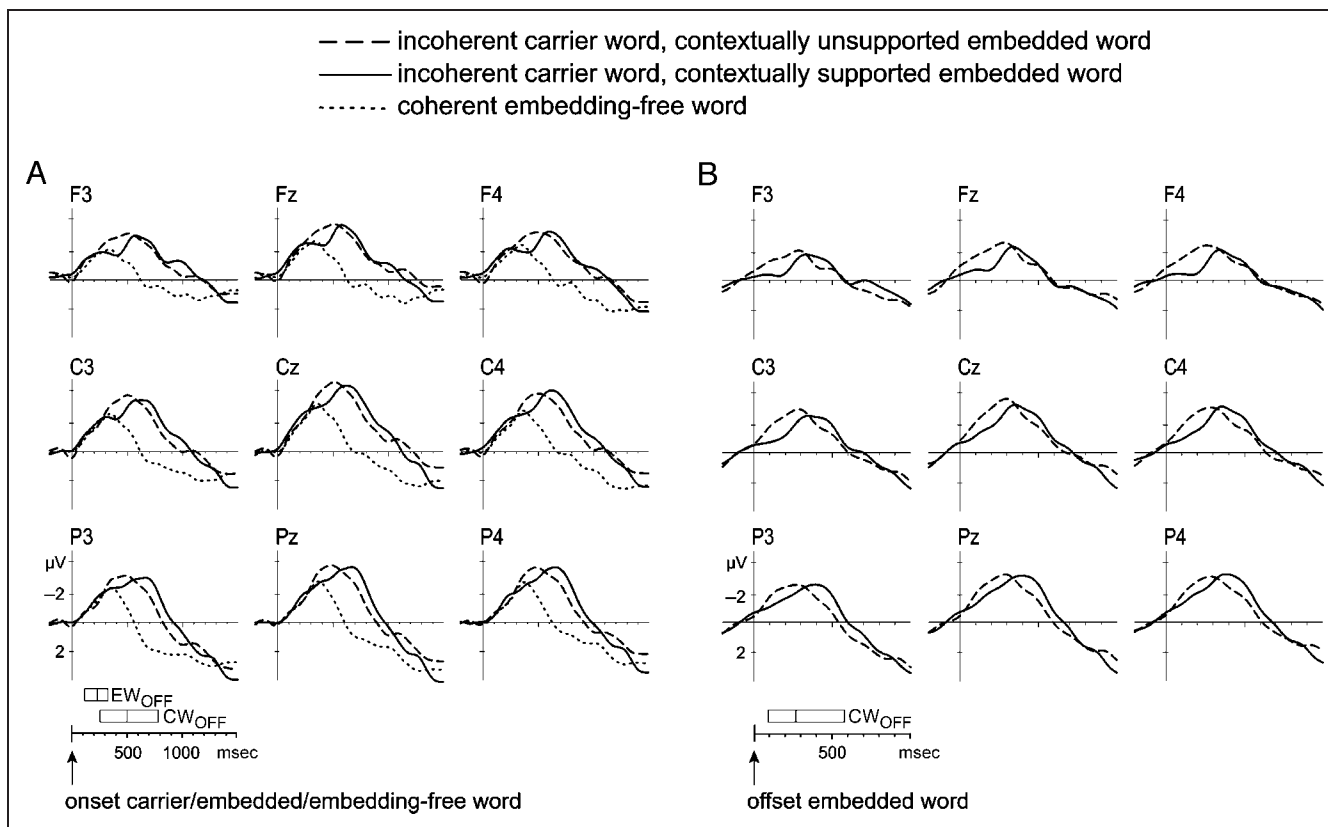 incoherent carrier word, contextually unsupported embedded word
incoherent carrier word, contextually supported embedded word
coherent embedding-free word
A
F3 Fz F4
C3 Cz C4
P3 Pz P4
µV
–2
2
EWOFF
CWOFF
500 1000 msec
onset carrier/embedded/embedding-free word
B
F3 Fz F4
C3 Cz C4
P3 Pz P4
µV
–2
2
CWOFF
500 msec
offset embedded word